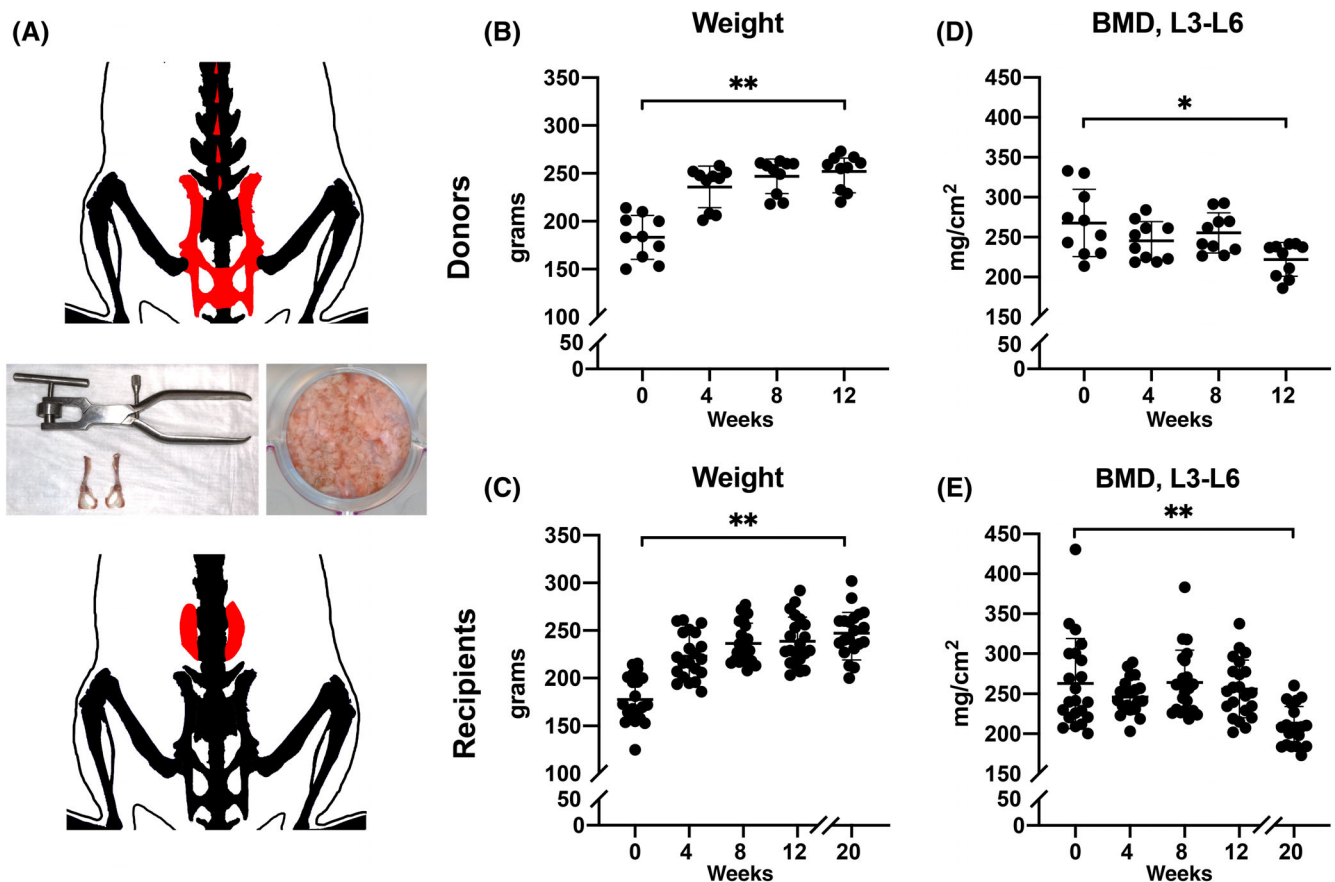 (A)
(B)
Weight
Donors
grams
350
300
250
200
150
100
50
0
**
0 4 8 12
Weeks
(D)
BMD, L3-L6
mg/cm²
450
400
350
300
250
200
150
50
0
*
0 4 8 12
Weeks
(C)
Weight
Recipients
grams
350
300
250
200
150
100
50
0
**
0 4 8 12 20
Weeks
(E)
BMD, L3-L6
mg/cm²
450
400
350
300
250
200
150
50
0
**
0 4 8 12 20
Weeks